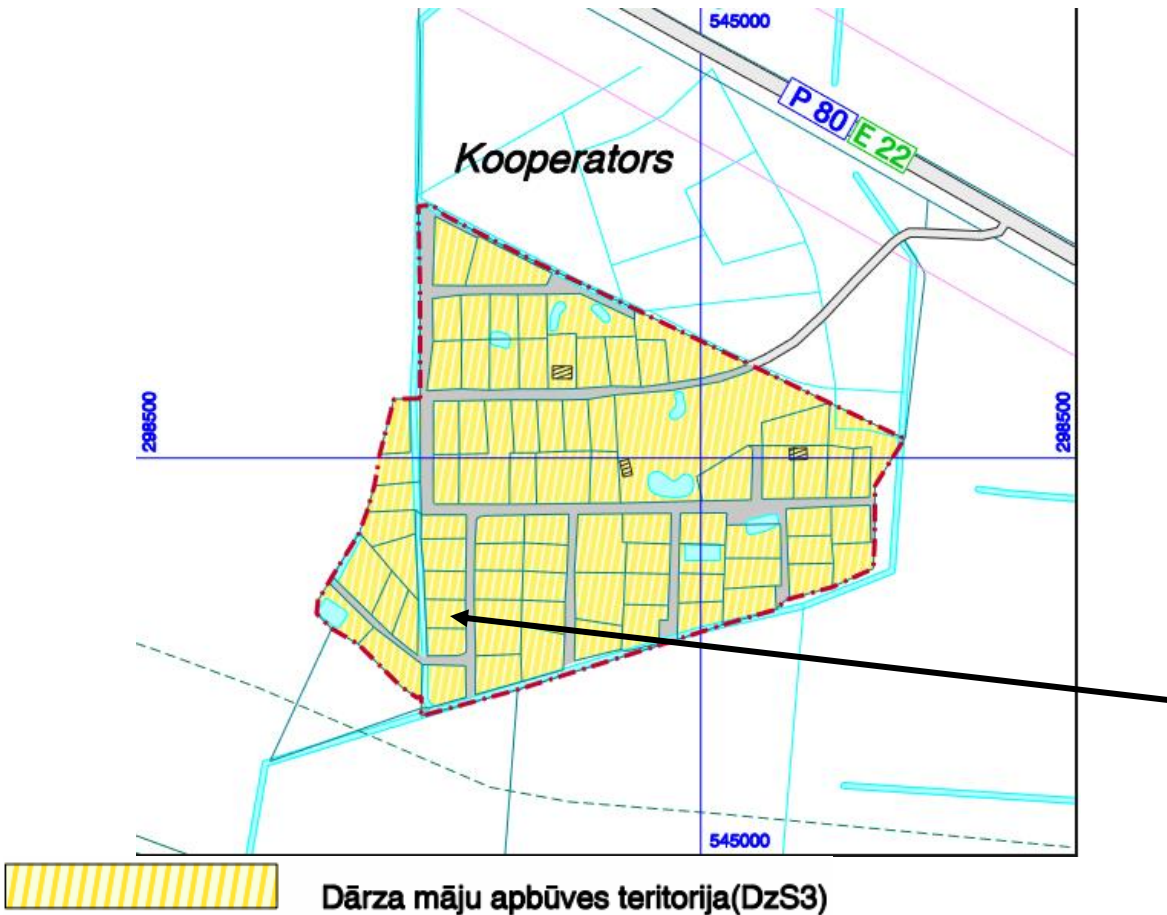 545000
P 80
E 22
Kooperators
298500
298500
545000
Dārza māju apbūves teritorija(DzS3)